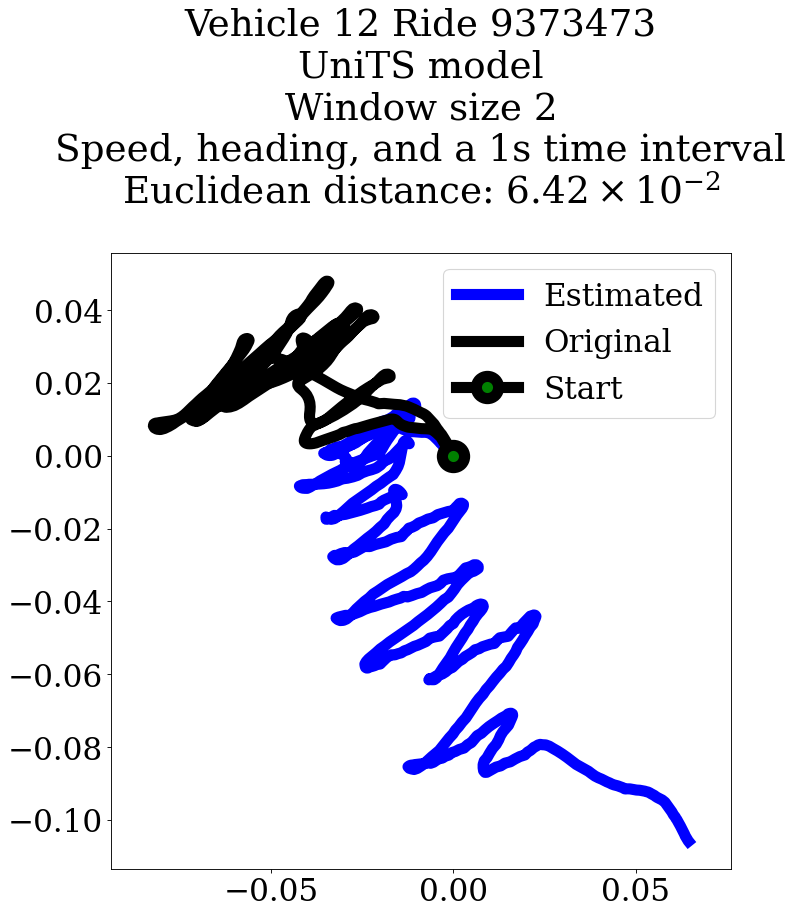 Vehicle 12 Ride 9373473
UniTS model
Window size 2
Speed, heading, and a 1s time interval
Euclidean distance: 6.42 × 10⁻²
Estimated
Original
Start
0.04
0.02
0.00
−0.02
−0.04
−0.06
−0.08
−0.10
−0.05
0.00
0.05